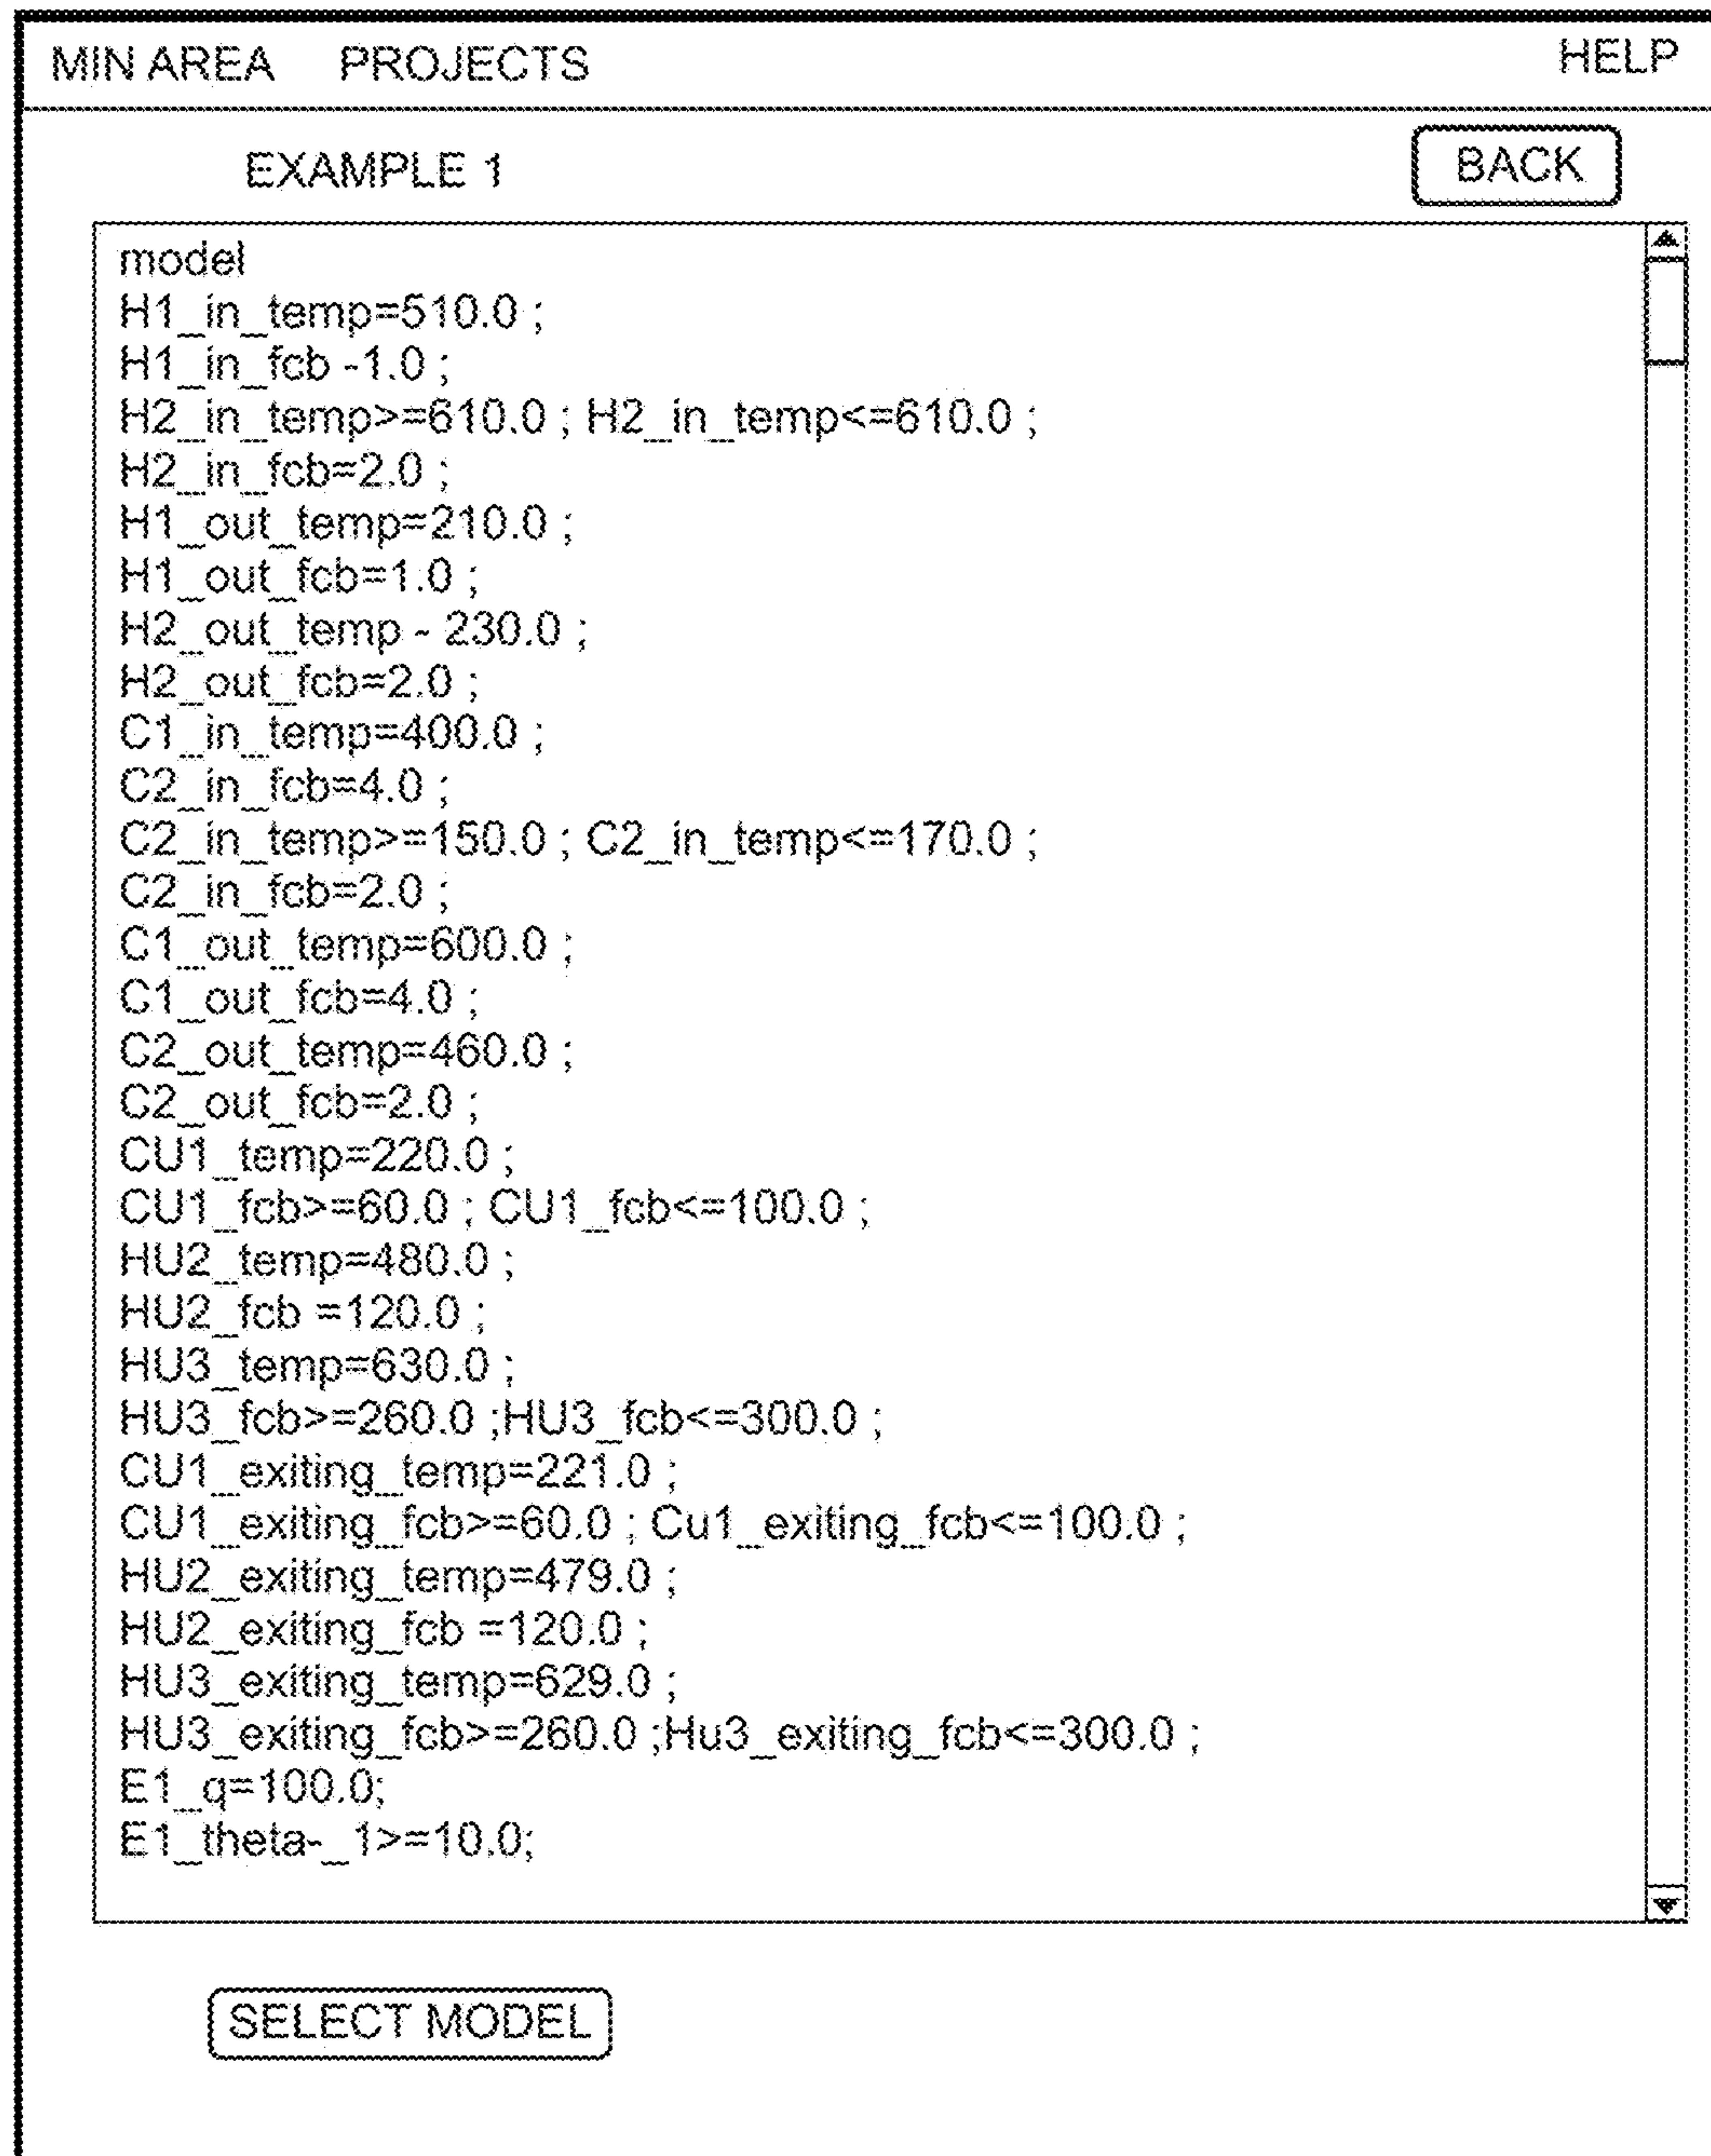 MIN AREA PROJECTS HELP
EXAMPLE 1 BACK
model
H1_in_temp=510.0 ;
H1_in_fcb -1.0 ;
H2_in_temp>=610.0 ; H2_in_temp<=610.0 ;
H2_in_fcb=2.0 ;
H1_out_temp=210.0 ;
H1_out_fcb=1.0 ;
H2_out_temp - 230.0 ;
H2_out_fcb=2.0 ;
C1_in_temp=400.0 ;
C2_in_fcb=4.0 ;
C2_in_temp>=150.0 ; C2_in_temp<=170.0 ;
C2_in_fcb=2.0 ;
C1_out_temp=600.0 ;
C1_out_fcb=4.0 ;
C2_out_temp=460.0 ;
C2_out_fcb=2.0 ;
CU1_temp=220.0 ;
CU1_fcb>=60.0 ; CU1_fcb<=100.0 ;
HU2_temp=480.0 ;
HU2_fcb =120.0 ;
HU3_temp=630.0 ;
HU3_fcb>=260.0 ;HU3_fcb<=300.0 ;
CU1_exiting_temp=221.0 ;
CU1_exiting_fcb>=60.0 ; Cu1_exiting_fcb<=100.0 ;
HU2_exiting_temp=479.0 ;
HU2_exiting_fcb =120.0 ;
HU3_exiting_temp=629.0 ;
HU3_exiting_fcb>=260.0 ;Hu3_exiting_fcb<=300.0 ;
E1_q=100.0;
E1_theta-_1>=10.0;
SELECT MODEL